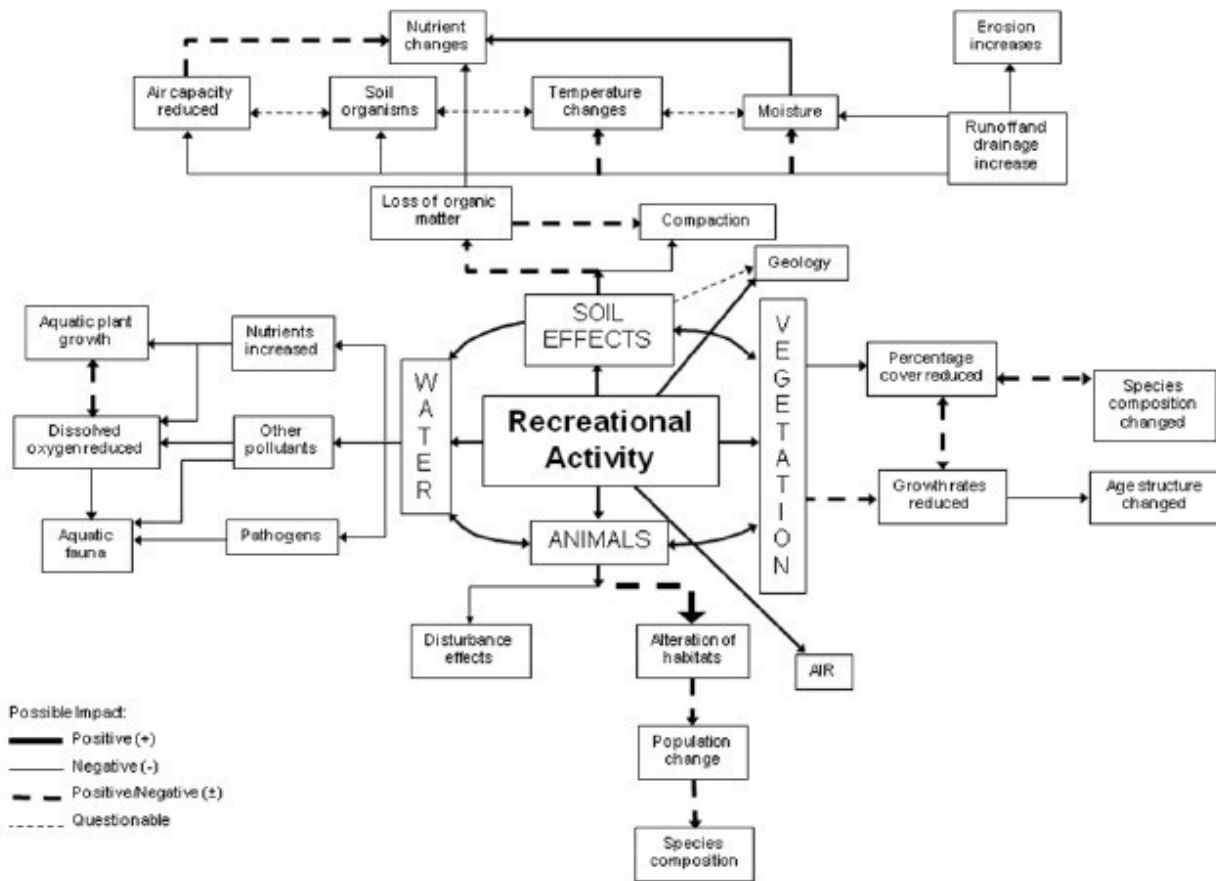 Nutrient
changes
Erosion
increases
Air capacity
reduced
Soil
organisms
Temperature
changes
Moisture
Runoff and
drainage
increase
Loss of organic
matter
Compaction
Geology
SOIL
EFFECTS
VEGETATION
Aquatic plant
growth
Nutrients
increased
WATER
Percentage
cover reduced
Species
composition
changed
Recreational
Activity
Dissolved
oxygen reduced
Other
pollutants
Growth rates
reduced
Age structure
changed
Aquatic
fauna
Pathogens
ANIMALS
Disturbance
effects
Alteration of
habitats
AIR
Possible Impact:
Positive (+)
Negative (-)
Positive/Negative (±)
Questionable
Population
change
Species
composition